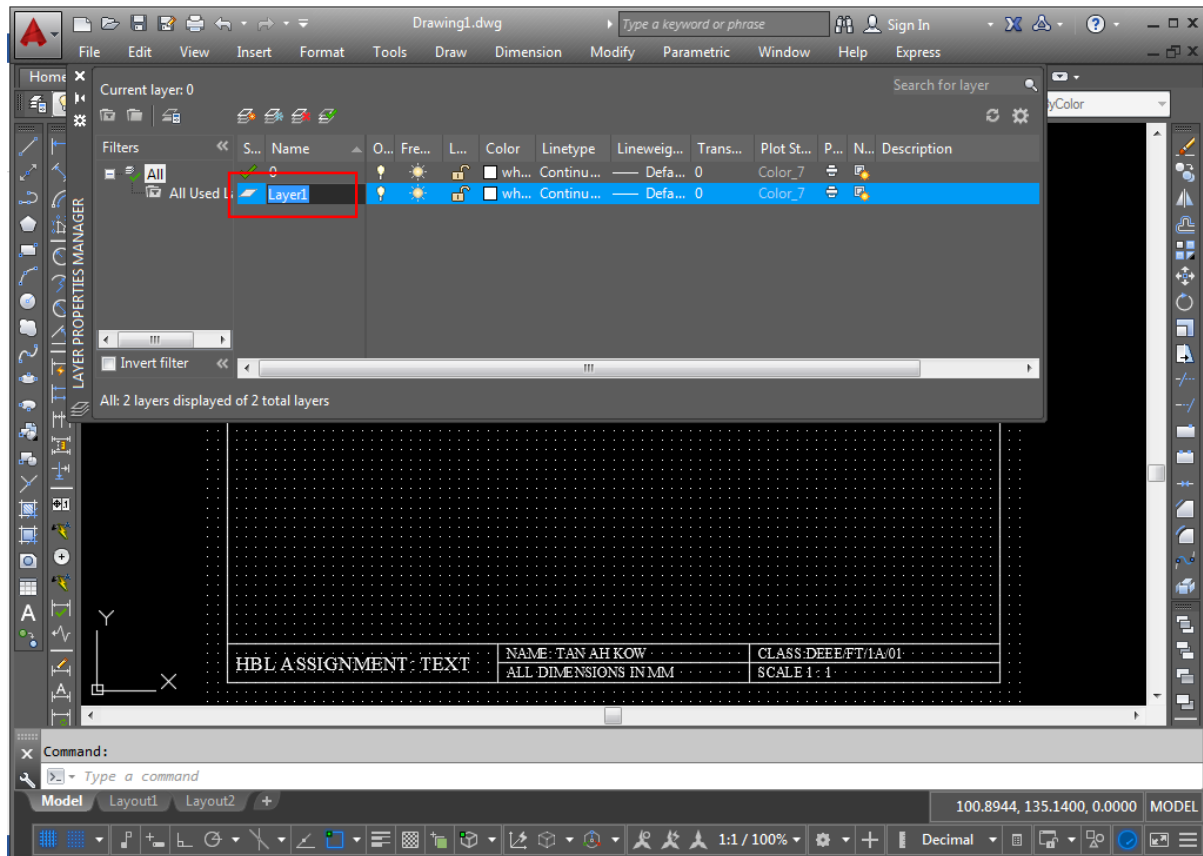 Drawing1.dwg Type a keyword or phrase Sign In
File Edit View Insert Format Tools Draw Dimension Modify Parametric Window Help Express
Home
Current layer: 0 Search for layer
yColor
Filters S... Name O... Fre... L... Color Linetype Lineweig... Trans... Plot St... P... N... Description
All 0 wh... Continu... Defa... 0 Color_7
All Used La Layer1 wh... Continu... Defa... 0 Color_7
Invert filter
All: 2 layers displayed of 2 total layers
LAYER PROPERTIES MANAGER
HBL ASSIGNMENT : TEXT
NAME: TAN AH KOW
CLASS:DEEE/FT/1A/01
ALL DIMENSIONS IN MM
SCALE 1 : 1
Y
X
Command:
Type a command
Model Layout1 Layout2 +
100.8944, 135.1400, 0.0000 MODEL
1:1 / 100% Decimal